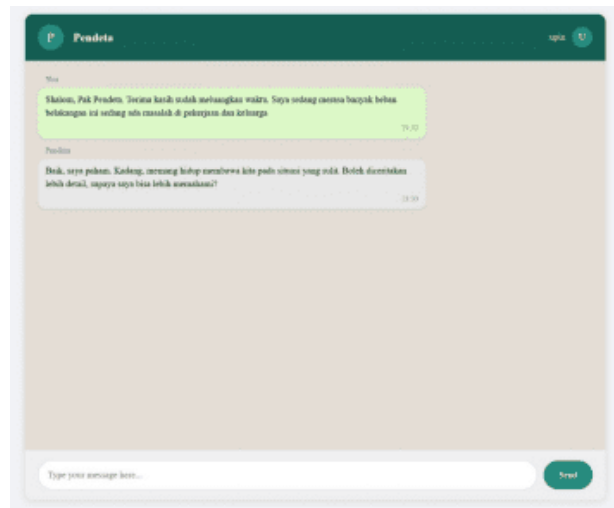 P Pendeta
upix U
You
Shalom, Pak Pendeta. Terima kasih sudah meluangkan waktu. Saya sedang merasa banyak beban
belakangan ini sedang ada masalah di pekerjaan dan keluarga
Pendeta
Baik, saya paham. Kadang, memang hidup membawa kita pada situasi yang sulit. Boleh diceritakan
lebih detail, supaya saya bisa lebih memahami?
Type your message here...
Send